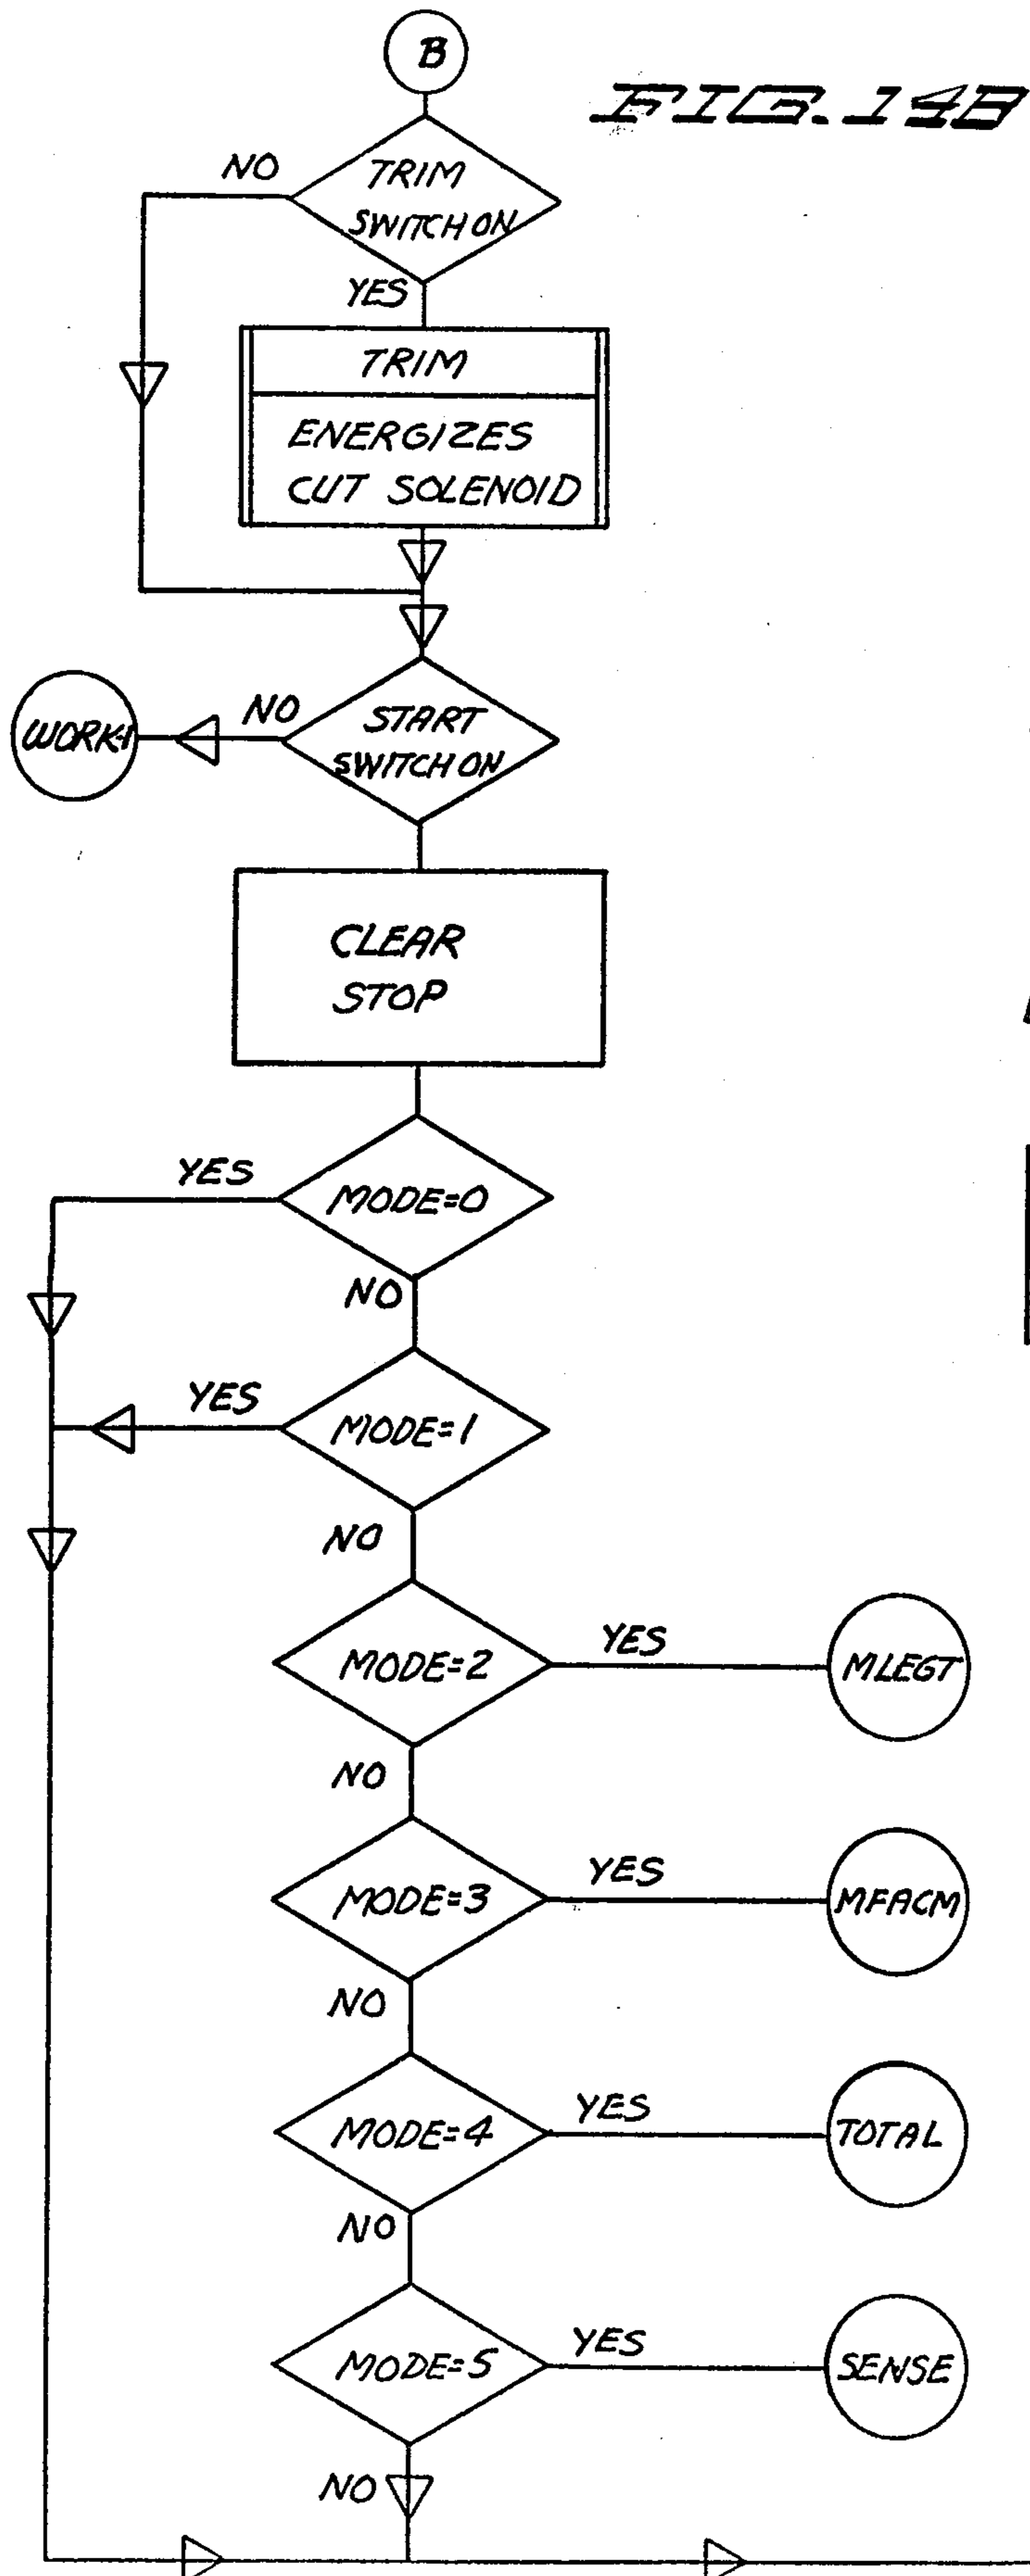 B
FIG. 14B
NO
TRIM
SWITCH ON
YES
TRIM
ENERGIZES
CUT SOLENOID
WORK-1
NO
START
SWITCH ON
CLEAR
STOP
YES
MODE=0
NO
YES
MODE=1
NO
MODE=2
YES
MLEGT
NO
MODE=3
YES
MFACM
NO
MODE=4
YES
TOTAL
NO
MODE=5
YES
SENSE
NO